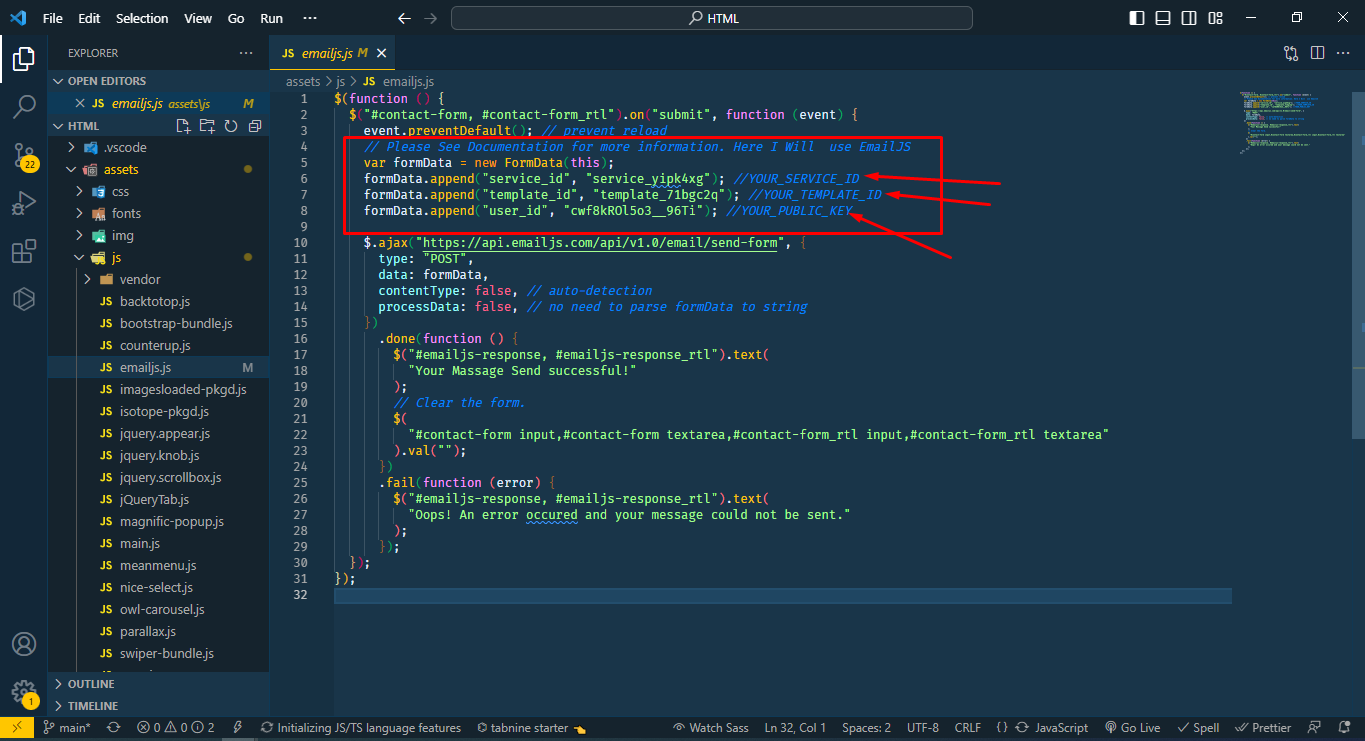 File Edit Selection View Go Run ··· HTML
EXPLORER ···
JS emailjs.js M
OPEN EDITORS
JS emailjs.js assets\js M
HTML
.vscode
assets
css
fonts
img
js
vendor
JS backtotop.js
JS bootstrap-bundle.js
JS counterup.js
JS emailjs.js M
JS imagesloaded-pkgd.js
JS isotope-pkgd.js
JS jquery.appear.js
JS jquery.knob.js
JS jquery.scrollbox.js
JS jQueryTab.js
JS magnific-popup.js
JS main.js
JS meanmenu.js
JS nice-select.js
JS owl-carousel.js
JS parallax.js
JS swiper-bundle.js
OUTLINE
TIMELINE
22
1
assets > js > JS emailjs.js
1 $(function () {
2 $("#contact-form, #contact-form_rtl").on("submit", function (event) {
3 event.preventDefault(); // prevent reload
4 // Please See Documentation for more information. Here I Will  use EmailJS
5 var formData = new FormData(this);
6 formData.append("service_id", "service_yipk4xg"); //YOUR_SERVICE_ID
7 formData.append("template_id", "template_71bgc2q"); //YOUR_TEMPLATE_ID
8 formData.append("user_id", "cwf8kROl5o3__96Ti"); //YOUR_PUBLIC_KEY
9
10 $.ajax("https://api.emailjs.com/api/v1.0/email/send-form", {
11 type: "POST",
12 data: formData,
13 contentType: false, // auto-detection
14 processData: false, // no need to parse formData to string
15 })
16 .done(function () {
17 $("#emailjs-response, #emailjs-response_rtl").text(
18 "Your Massage Send successful!"
19 );
20 // Clear the form.
21 $(
22 "#contact-form input,#contact-form textarea,#contact-form_rtl input,#contact-form_rtl textarea"
23 ).val("");
24 })
25 .fail(function (error) {
26 $("#emailjs-response, #emailjs-response_rtl").text(
27 "Oops! An error occured and your message could not be sent."
28 );
29 });
30 });
31 });
32
main* 0 0 2 Initializing JS/TS language features tabnine starter Watch Sass Ln 32, Col 1 Spaces: 2 UTF-8 CRLF {} JavaScript Go Live Spell Prettier